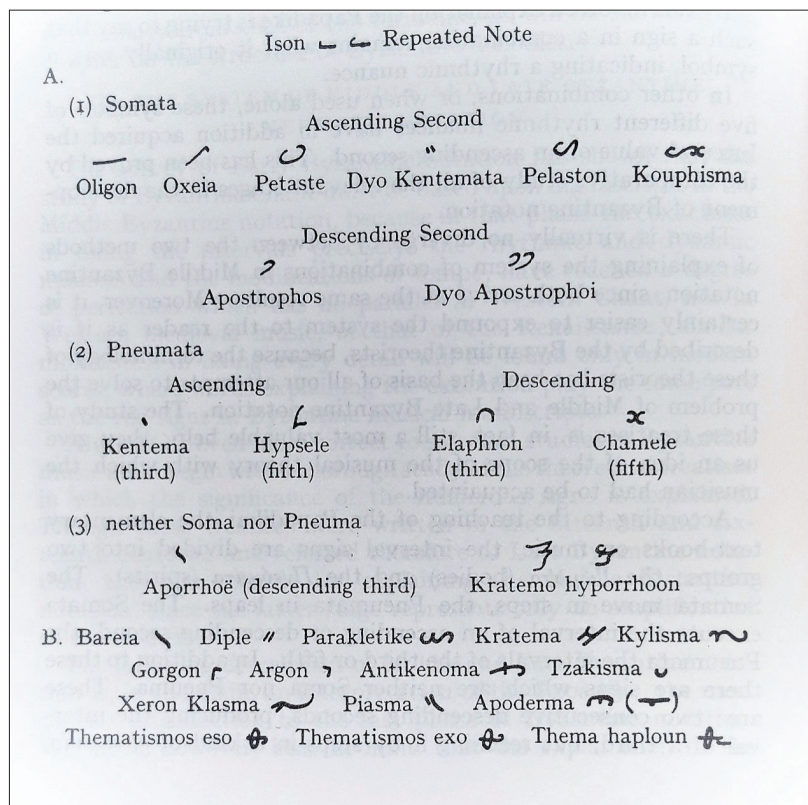 Ison Repeated Note
A.
(1) Somata
Ascending Second
Oligon Oxeia Petaste Dyo Kentemata Pelaston Kouphisma
Descending Second
Apostrophos Dyo Apostrophoi
(2) Pneumata
Ascending Descending
Kentema Hypsele Elaphron Chamele
(third) (fifth) (third) (fifth)
(3) neither Soma nor Pneuma
Aporrhoë (descending third) Kratemo hyporrhoon
B. Bareia Diple Parakletike Kratema Kylisma
Gorgon Argon Antikenoma Tzakisma
Xeron Klasma Piasma Apoderma ( )
Thematismos eso Thematismos exo Thema haploun